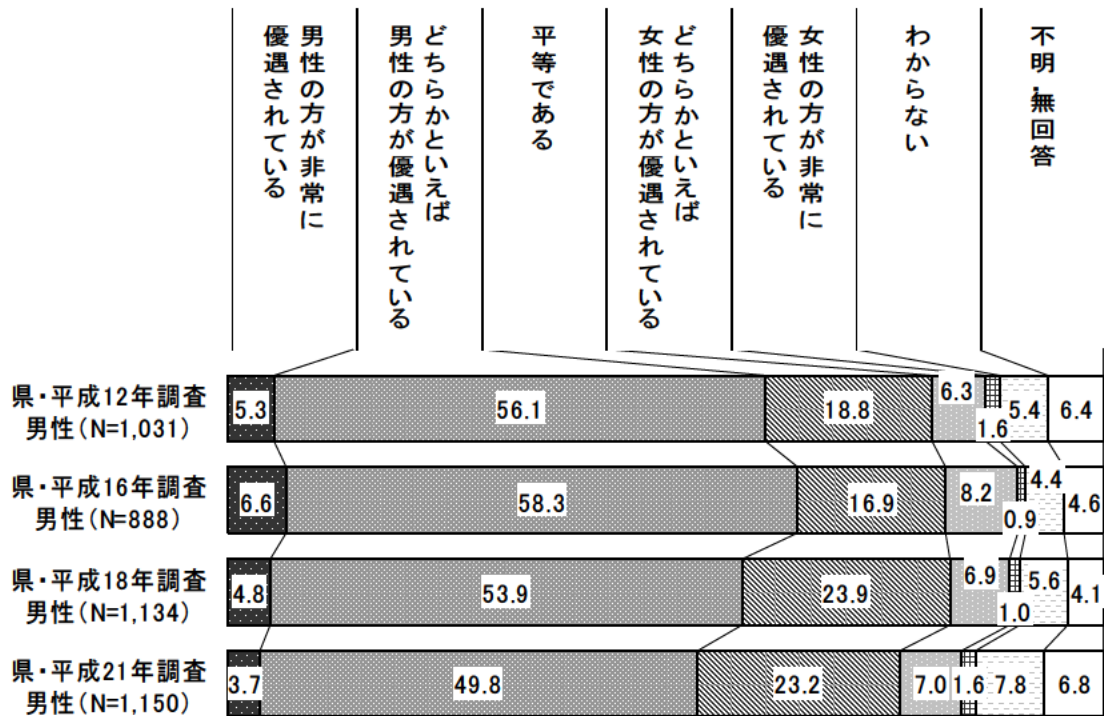 男性の方が非常に
優遇されている
どちらかといえば
男性の方が優遇されている
平等である
どちらかといえば
女性の方が優遇されている
女性の方が非常に
優遇されている
わからない
不明・無回答
県・平成12年調査
男性(N=1,031)
5.3
56.1
18.8
6.3
1.6
5.4
6.4
県・平成16年調査
男性(N=888)
6.6
58.3
16.9
8.2
0.9
4.4
4.6
県・平成18年調査
男性(N=1,134)
4.8
53.9
23.9
6.9
1.0
5.6
4.1
県・平成21年調査
男性(N=1,150)
3.7
49.8
23.2
7.0
1.6
7.8
6.8